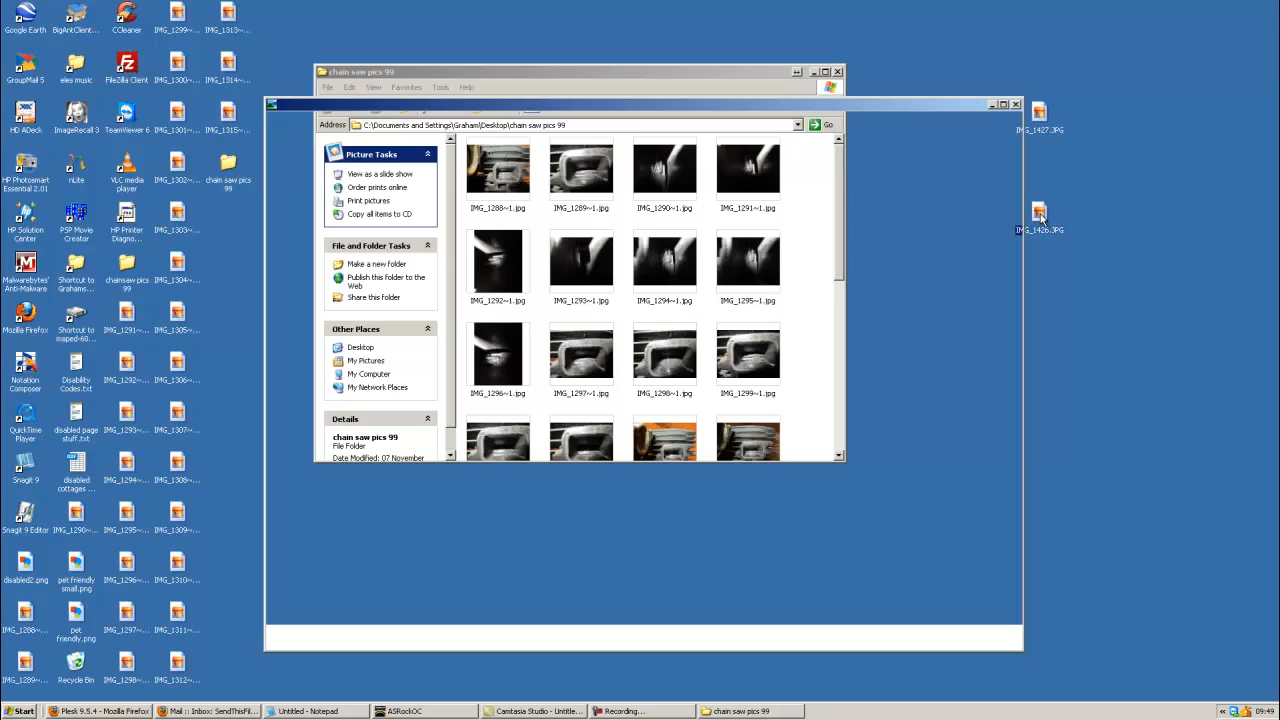 Google Earth
BigAntClient...
CCleaner
IMG_1299~...
IMG_1313~...
GroupMail 5
eles music
FileZilla Client
IMG_1300~...
IMG_1314~...
HD ADeck
ImageRecall 3
TeamViewer 6
IMG_1301~...
IMG_1315~...
HP Photosmart
Essential 2.01
nLite
VLC media
player
IMG_1302~...
chain saw pics
99
HP Solution
Center
PSP Movie
Creator
HP Printer
Diagno...
IMG_1303~...
Malwarebytes'
Anti-Malware
Shortcut to
Grahams...
chainsaw pics
99
IMG_1304~...
Mozilla Firefox
Shortcut to
maped-60...
IMG_1291~...
IMG_1305~...
Notation
Composer
Disability
Codes.txt
IMG_1292~...
IMG_1306~...
QuickTime
Player
disabled page
stuff.txt
IMG_1293~...
IMG_1307~...
Snagit 9
disabled
cottages ...
IMG_1294~...
IMG_1308~...
Snagit 9 Editor
IMG_1290~...
IMG_1295~...
IMG_1309~...
disabled2.png
pet friendly
small.png
IMG_1296~...
IMG_1310~...
IMG_1288~...
pet
friendly.png
IMG_1297~...
IMG_1311~...
IMG_1289~...
Recycle Bin
IMG_1298~...
IMG_1312~...
chain saw pics 99
File Edit View Favorites Tools Help
Address C:\Documents and Settings\Graham\Desktop\chain saw pics 99 Go
Picture Tasks
View as a slide show
Order prints online
Print pictures
Copy all items to CD
File and Folder Tasks
Make a new folder
Publish this folder to the
Web
Share this folder
Other Places
Desktop
My Pictures
My Computer
My Network Places
Details
chain saw pics 99
File Folder
Date Modified: 07 November
IMG_1288~1.jpg IMG_1289~1.jpg IMG_1290~1.jpg IMG_1291~1.jpg
IMG_1292~1.jpg IMG_1293~1.jpg IMG_1294~1.jpg IMG_1295~1.jpg
IMG_1296~1.jpg IMG_1297~1.jpg IMG_1298~1.jpg IMG_1299~1.jpg
IMG_1427.JPG
IMG_1426.JPG
Start Plesk 9.5.4 - Mozilla Firefox Mail :: Inbox: SendThisFil... Untitled - Notepad ASRockOC Camtasia Studio - Untitle... Recording... chain saw pics 99 09:49